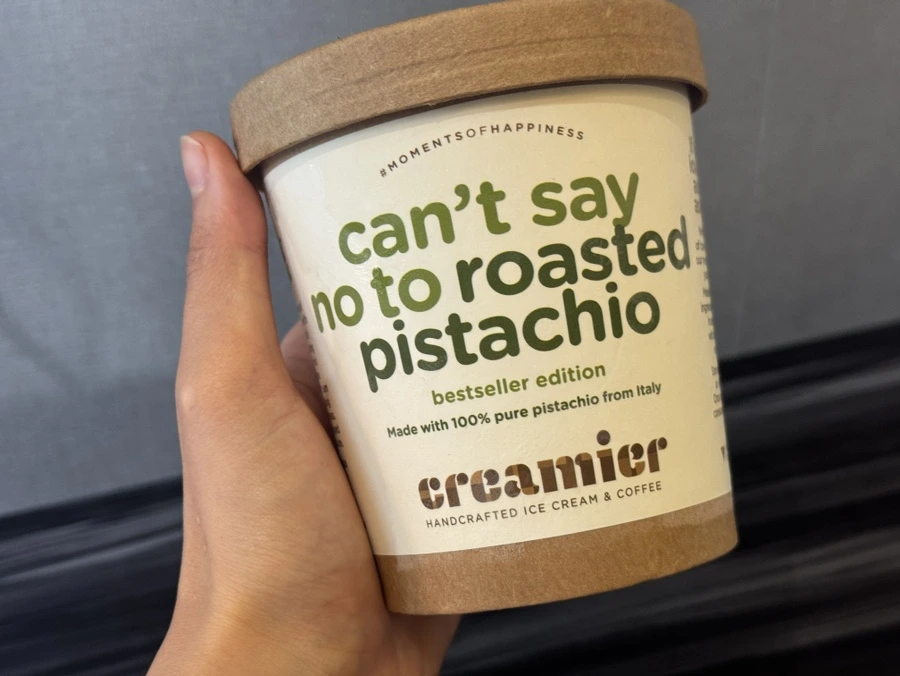 #MOMENTSOFHAPPINESS
can't say
no to roasted
pistachio
bestseller edition
Made with 100% pure pistachio from Italy
creamier
HANDCRAFTED ICE CREAM & COFFEE